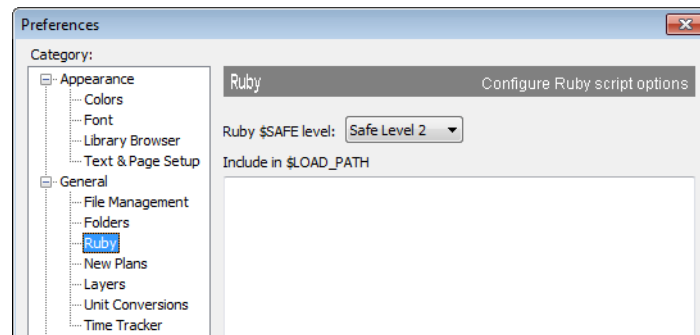 Preferences
Category:
Appearance
Colors
Font
Library Browser
Text & Page Setup
General
File Management
Folders
Ruby
New Plans
Layers
Unit Conversions
Time Tracker
Ruby Configure Ruby script options
Ruby $SAFE level: Safe Level 2
Include in $LOAD_PATH